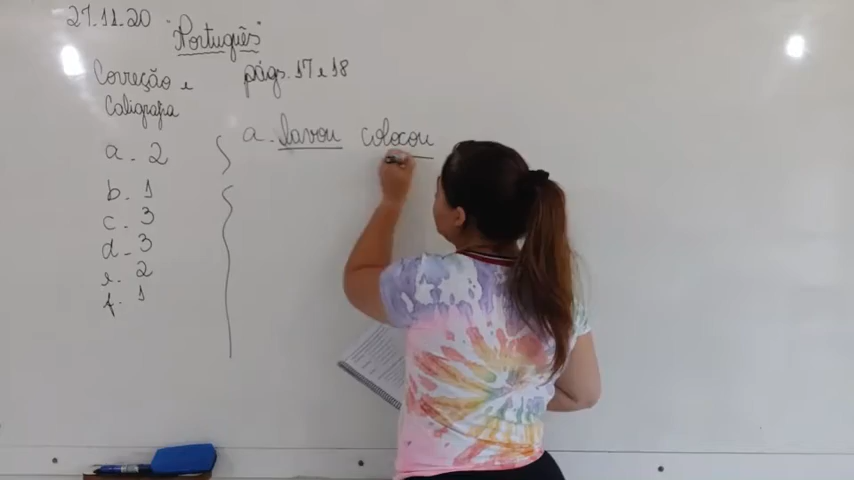 27.11.20 "Português"
Correção e
Caligrafia
a. 2
b. 1
c. 3
d. 3
e. 2
f. 1
págs. 17 e 18
a. lavou colocou